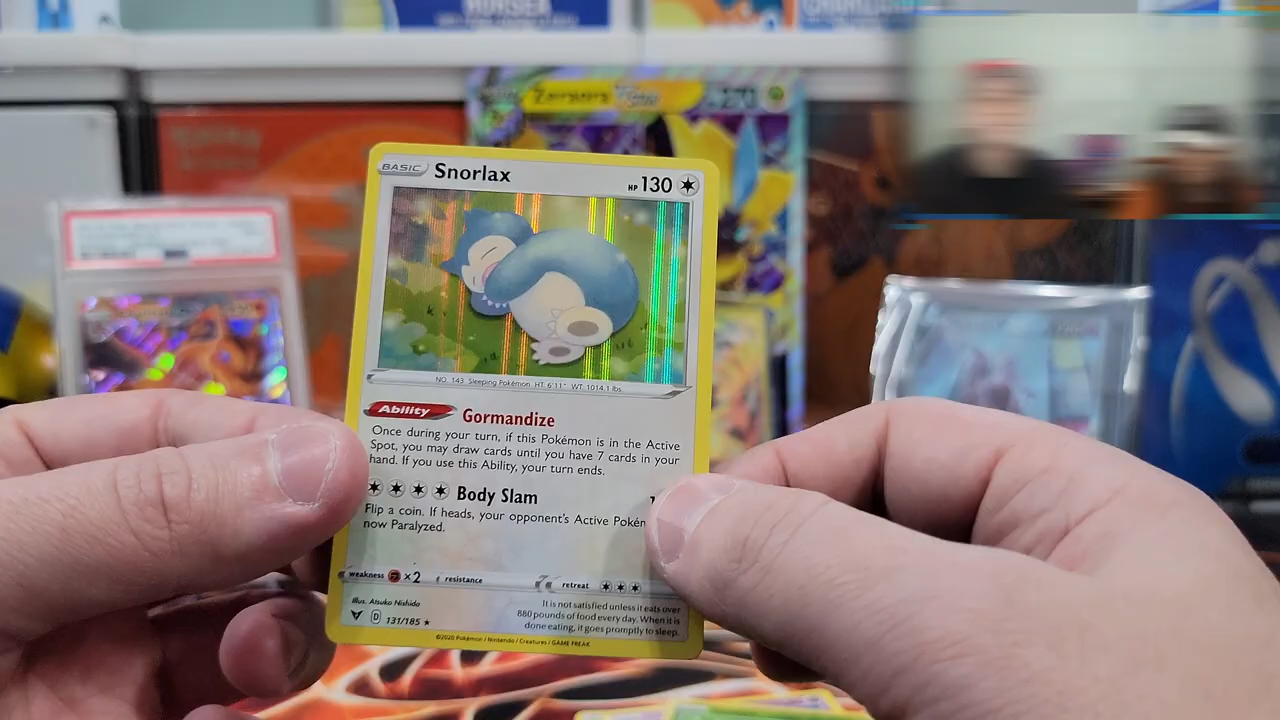 HORSEA
BASIC Snorlax HP 130
NO. 143 Sleeping Pokémon HT: 6'11" WT: 1014.1 lbs.
Ability Gormandize
Once during your turn, if this Pokémon is in the Active
Spot, you may draw cards until you have 7 cards in your
hand. If you use this Ability, your turn ends.
Body Slam 1
Flip a coin. If heads, your opponent's Active Pokén
now Paralyzed.
weakness ×2 resistance retreat
Illus. Atsuko Nishida
D 131/185
It is not satisfied unless it eats over
880 pounds of food every day. When it is
done eating, it goes promptly to sleep.
©2020 Pokémon / Nintendo / Creatures / GAME FREAK